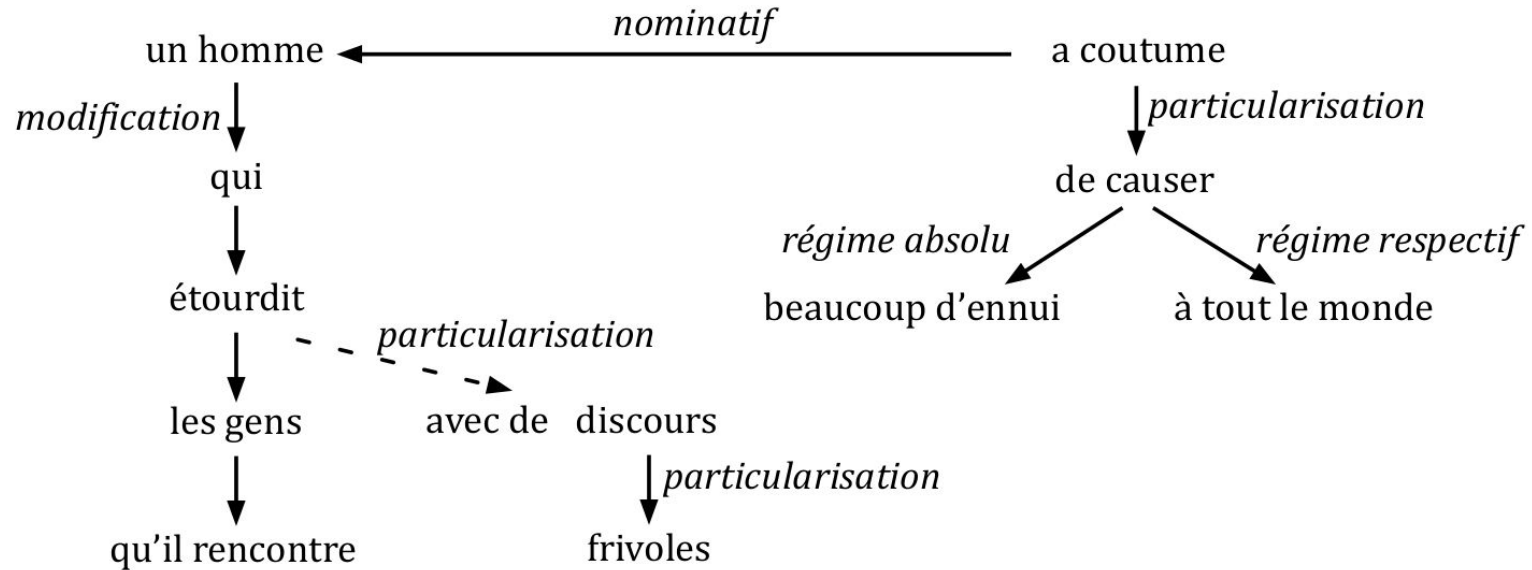 nominatif
un homme
a coutume
modification
particularisation
qui
de causer
régime absolu
régime respectif
étourdit
beaucoup d’ennui
à tout le monde
particularisation
les gens
avec de discours
particularisation
qu’il rencontre
frivoles